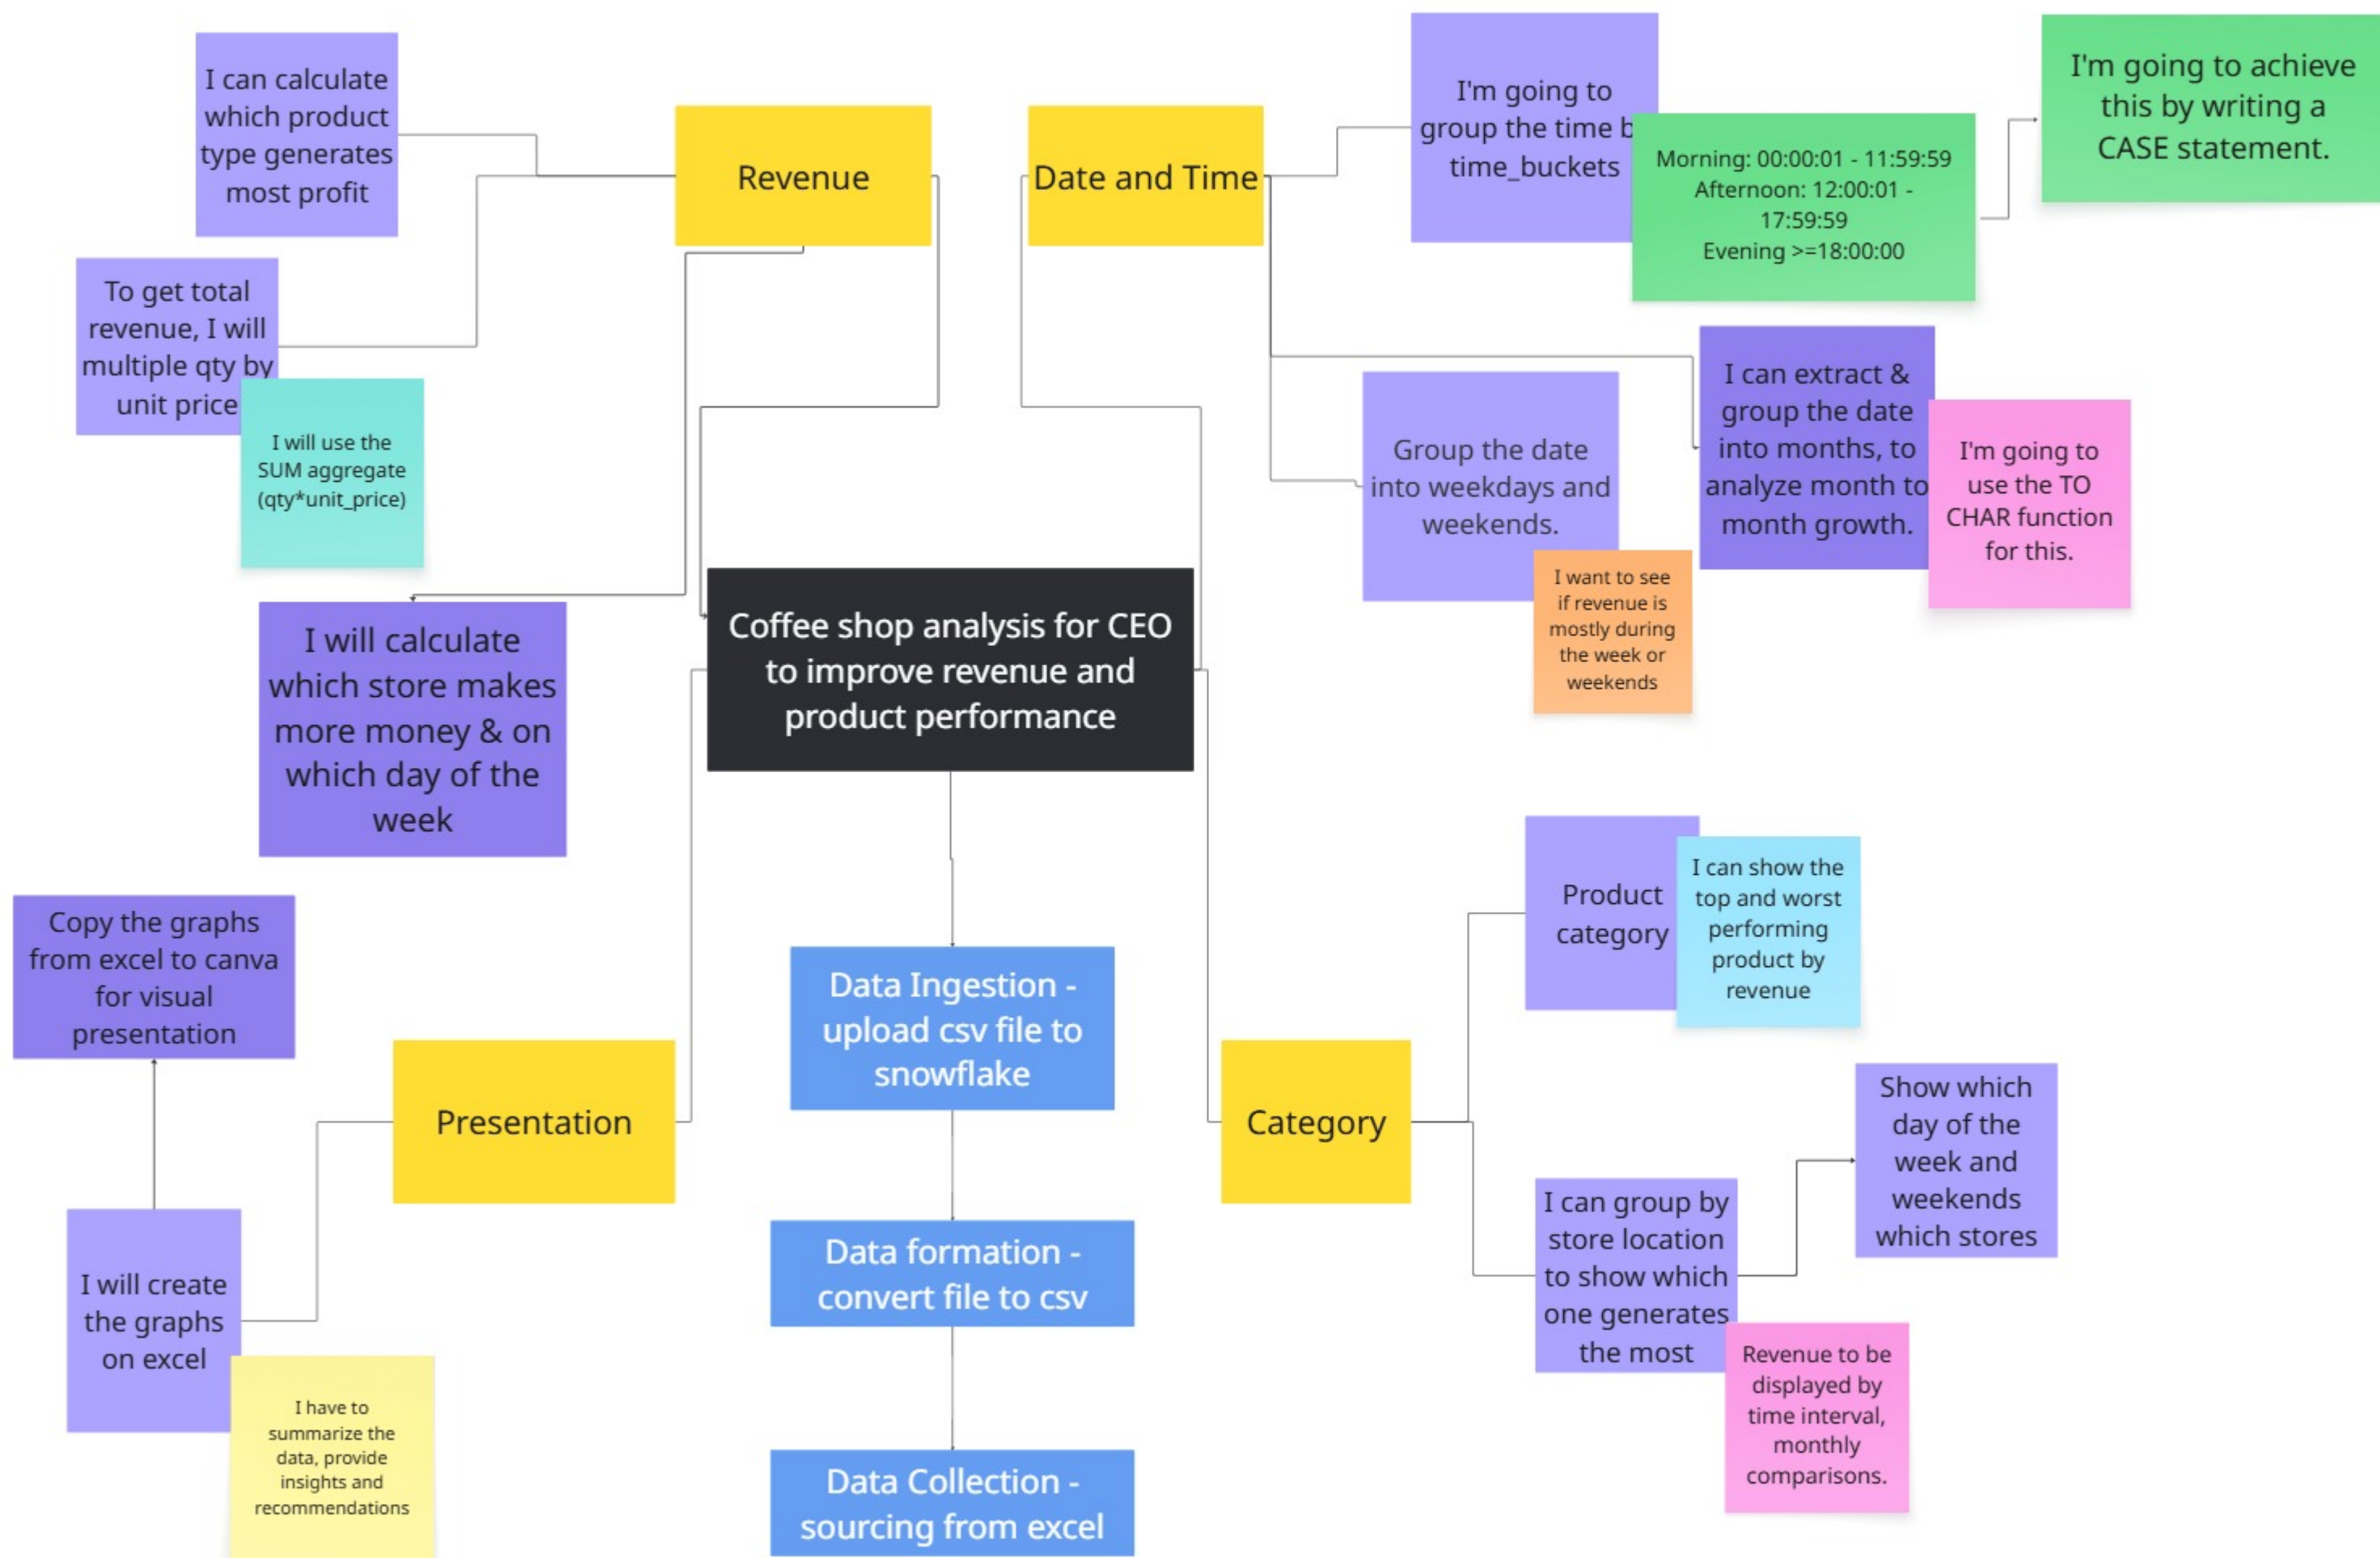 I can calculate
which product
type generates
most profit
Revenue
To get total
revenue, I will
multiple qty by
unit price
I will use the
SUM aggregate
(qty*unit_price)
I will calculate
which store makes
more money & on
which day of the
week
Date and Time
I'm going to
group the time b
time_buckets
Morning: 00:00:01 - 11:59:59
Afternoon: 12:00:01 -
17:59:59
Evening >=18:00:00
I'm going to achieve
this by writing a
CASE statement.
Group the date
into weekdays and
weekends.
I want to see
if revenue is
mostly during
the week or
weekends
I can extract &
group the date
into months, to
analyze month to
month growth.
I'm going to
use the TO
CHAR function
for this.
Coffee shop analysis for CEO
to improve revenue and
product performance
Copy the graphs
from excel to canva
for visual
presentation
Presentation
I will create
the graphs
on excel
I have to
summarize the
data, provide
insights and
recommendations
Data Ingestion -
upload csv file to
snowflake
Data formation -
convert file to csv
Data Collection -
sourcing from excel
Category
Product
category
I can show the
top and worst
performing
product by
revenue
I can group by
store location
to show which
one generates
the most
Revenue to be
displayed by
time interval,
monthly
comparisons.
Show which
day of the
week and
weekends
which stores